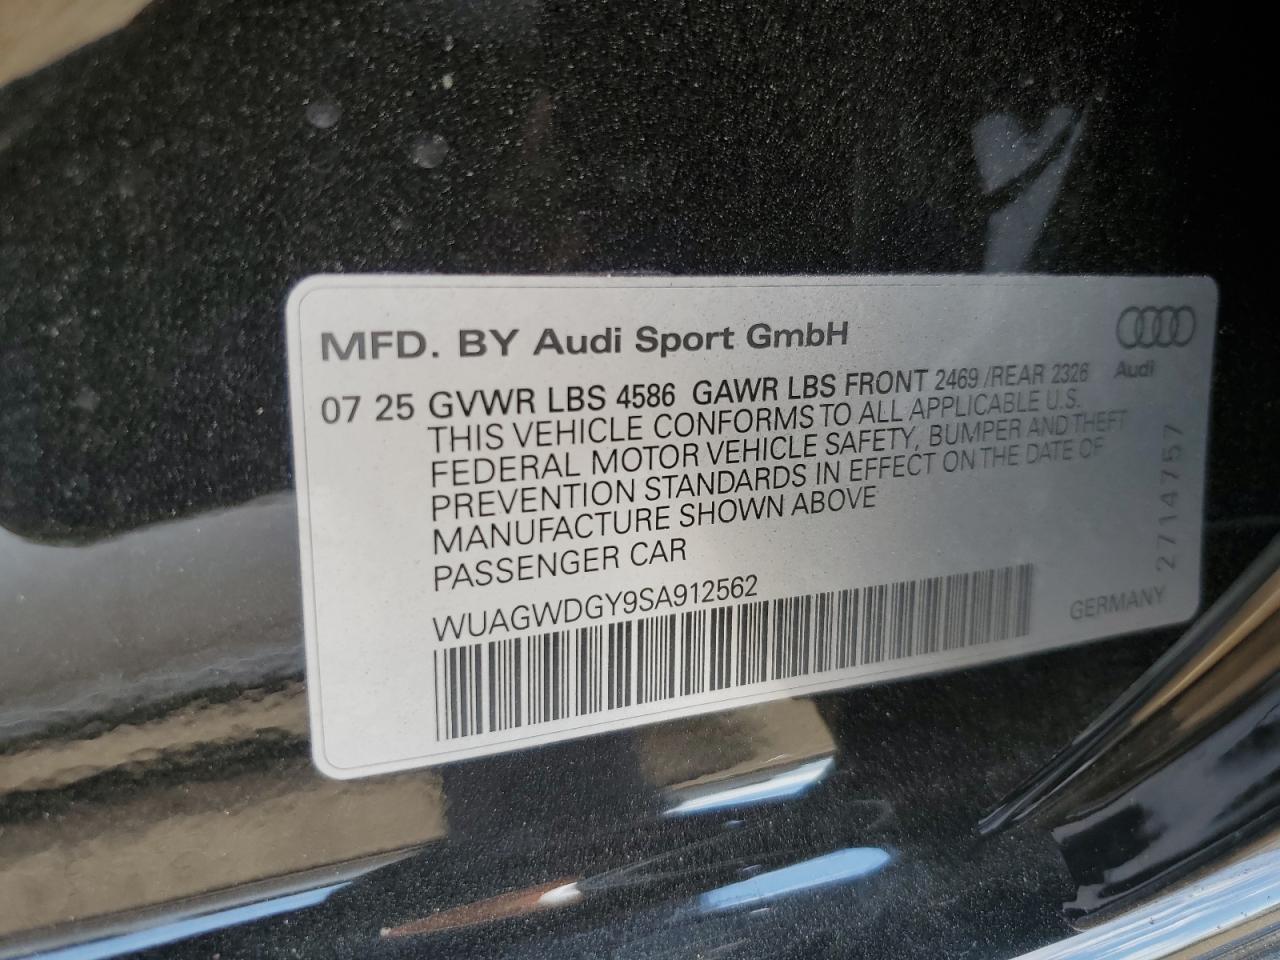 MFD. BY Audi Sport GmbH
Audi
07 25 GVWR LBS 4586 GAWR LBS FRONT 2469 /REAR 2326
THIS VEHICLE CONFORMS TO ALL APPLICABLE U.S.
FEDERAL MOTOR VEHICLE SAFETY, BUMPER AND THEFT
PREVENTION STANDARDS IN EFFECT ON THE DATE OF
MANUFACTURE SHOWN ABOVE
PASSENGER CAR
WUAGWDGY9SA912562
GERMANY
2714757